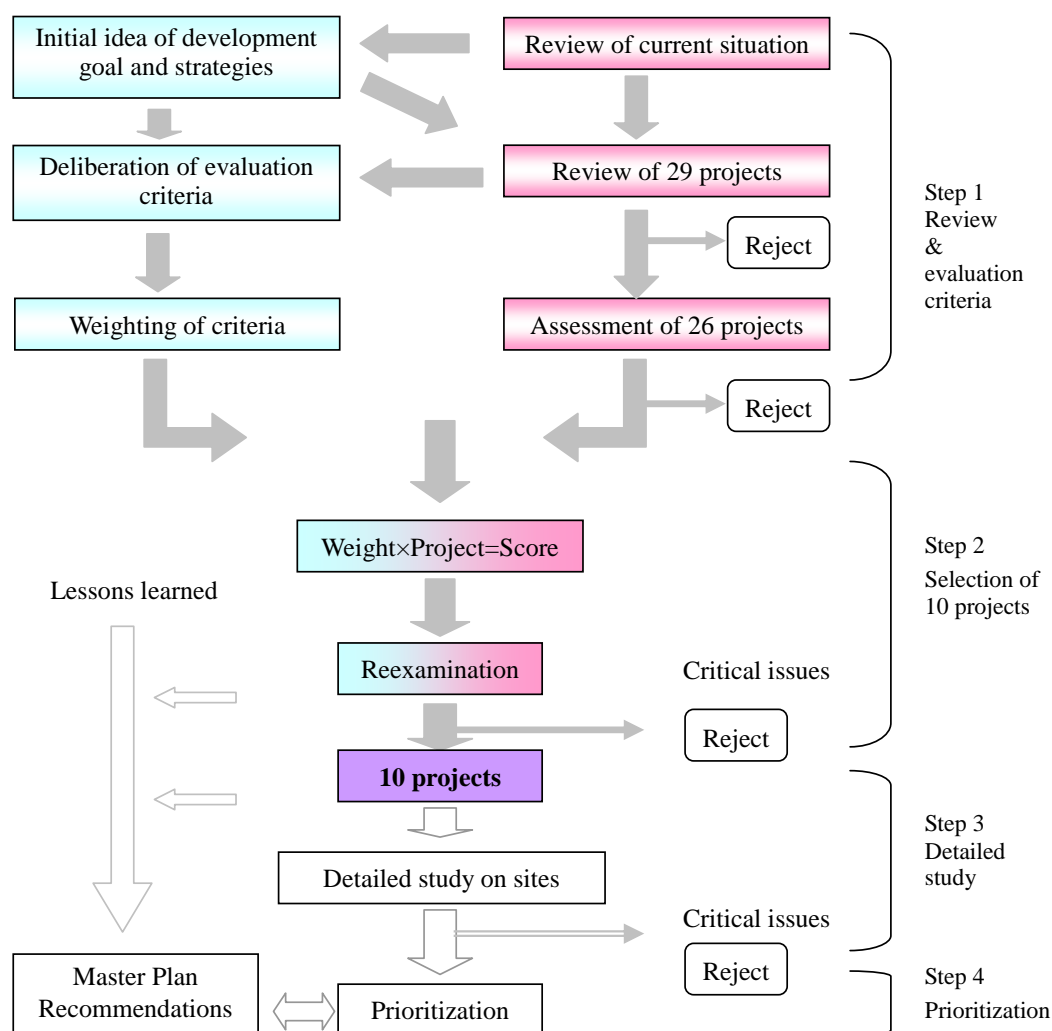 Initial idea of development
goal and strategies
Review of current situation
Deliberation of evaluation
criteria
Review of 29 projects
Reject
Weighting of criteria
Assessment of 26 projects
Reject
Step 1
Review
&
evaluation
criteria
Weight×Project=Score
Lessons learned
Reexamination
Critical issues
Reject
10 projects
Step 2
Selection of
10 projects
Detailed study on sites
Critical issues
Reject
Step 3
Detailed
study
Master Plan
Recommendations
Prioritization
Step 4
Prioritization